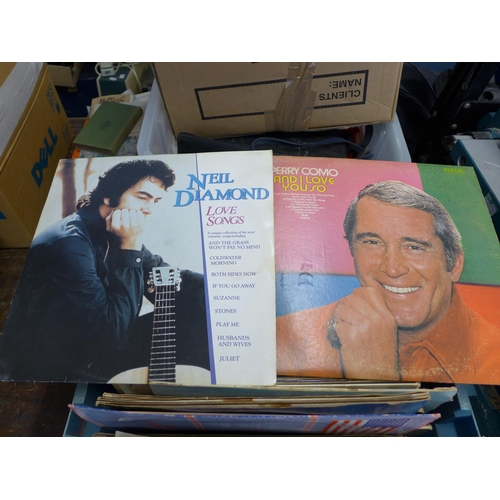 CLIENTS NAME:
DELL
NEIL
DIAMOND
LOVE
SONGS
AND THE GRASS
WON'T PAY NO MIND
COLDWATER
MORNING
BOTH SIDES NOW
IF YOU GO AWAY
SUZANNE
STONES
PLAY ME
HUSBANDS
AND WIVES
JULIET
PERRY COMO
AND I LOVE
YOU SO